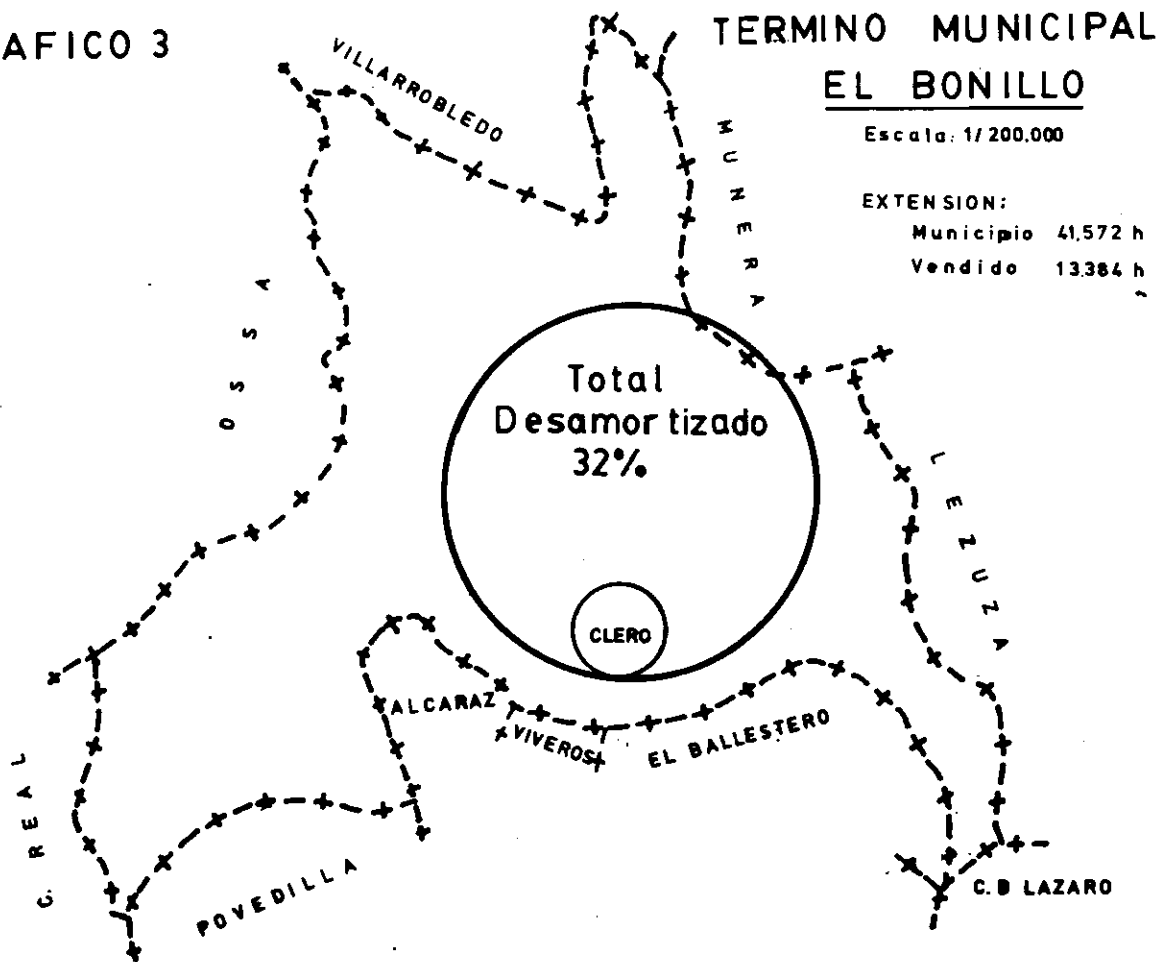 AFICO 3
TERMINO MUNICIPAL
EL BONILLO
Escala: 1/200.000
EXTENSION:
Municipio 41,572 h
Vendido 13.384 h
VILLARROBLEDO
MUNERA
OSSA
Total
Desamortizado
32%
LEZUZA
CLERO
ALCARAZ
VIVEROS
EL BALLESTERO
C. REAL
POVEDILLA
C.B LAZARO